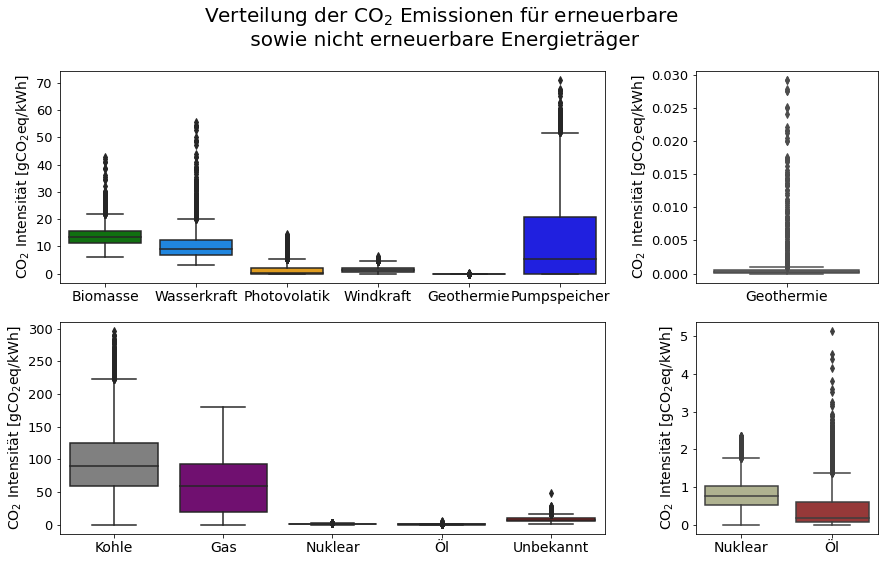 Verteilung der CO₂ Emissionen für erneuerbare
sowie nicht erneuerbare Energieträger
CO₂ Intensität [gCO₂eq/kWh]
70
60
50
40
30
20
10
0
Biomasse Wasserkraft Photovolatik Windkraft Geothermie Pumpspeicher
CO₂ Intensität [gCO₂eq/kWh]
0.030
0.025
0.020
0.015
0.010
0.005
0.000
Geothermie
CO₂ Intensität [gCO₂eq/kWh]
300
250
200
150
100
50
0
Kohle Gas Nuklear Öl Unbekannt
CO₂ Intensität [gCO₂eq/kWh]
5
4
3
2
1
0
Nuklear Öl